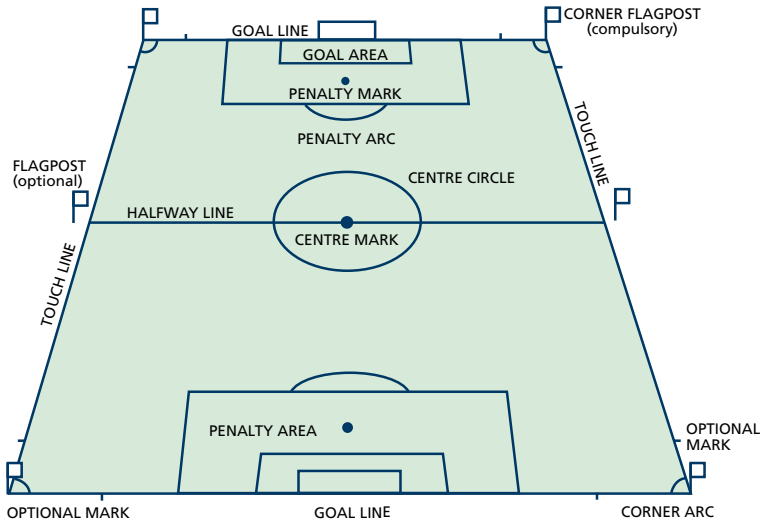 GOAL LINE
CORNER FLAGPOST
(compulsory)
GOAL AREA
PENALTY MARK
PENALTY ARC
TOUCH LINE
FLAGPOST
(optional)
CENTRE CIRCLE
HALFWAY LINE
CENTRE MARK
TOUCH LINE
PENALTY AREA
OPTIONAL
MARK
OPTIONAL MARK
GOAL LINE
CORNER ARC